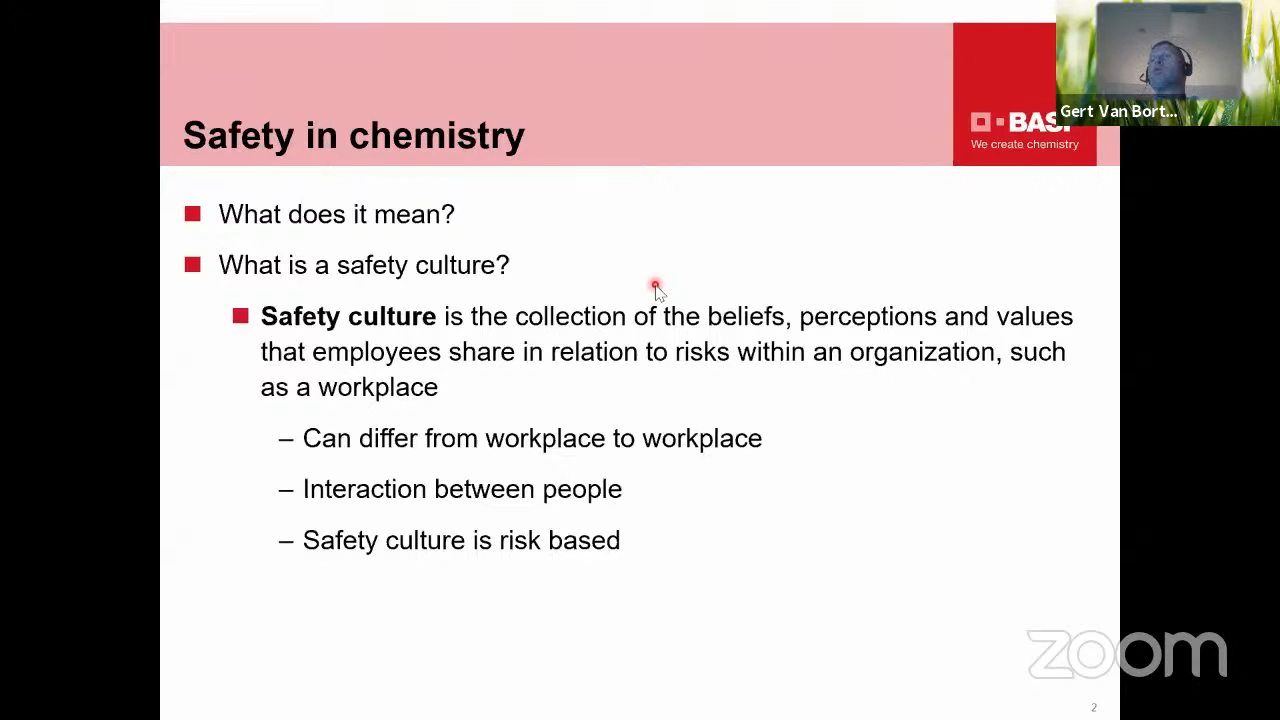 Gert Van Bort...
BASF
We create chemistry
Safety in chemistry
What does it mean?
What is a safety culture?
Safety culture is the collection of the beliefs, perceptions and values
that employees share in relation to risks within an organization, such
as a workplace
– Can differ from workplace to workplace
– Interaction between people
– Safety culture is risk based
zoom
2